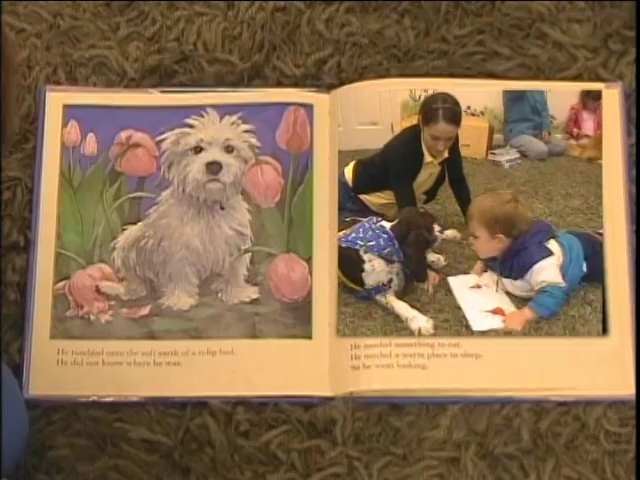 He tumbled onto the soft earth of a tulip bed.
He did not know where he was.
He needed something to eat.
He needed a warm place to sleep.
So he went looking.